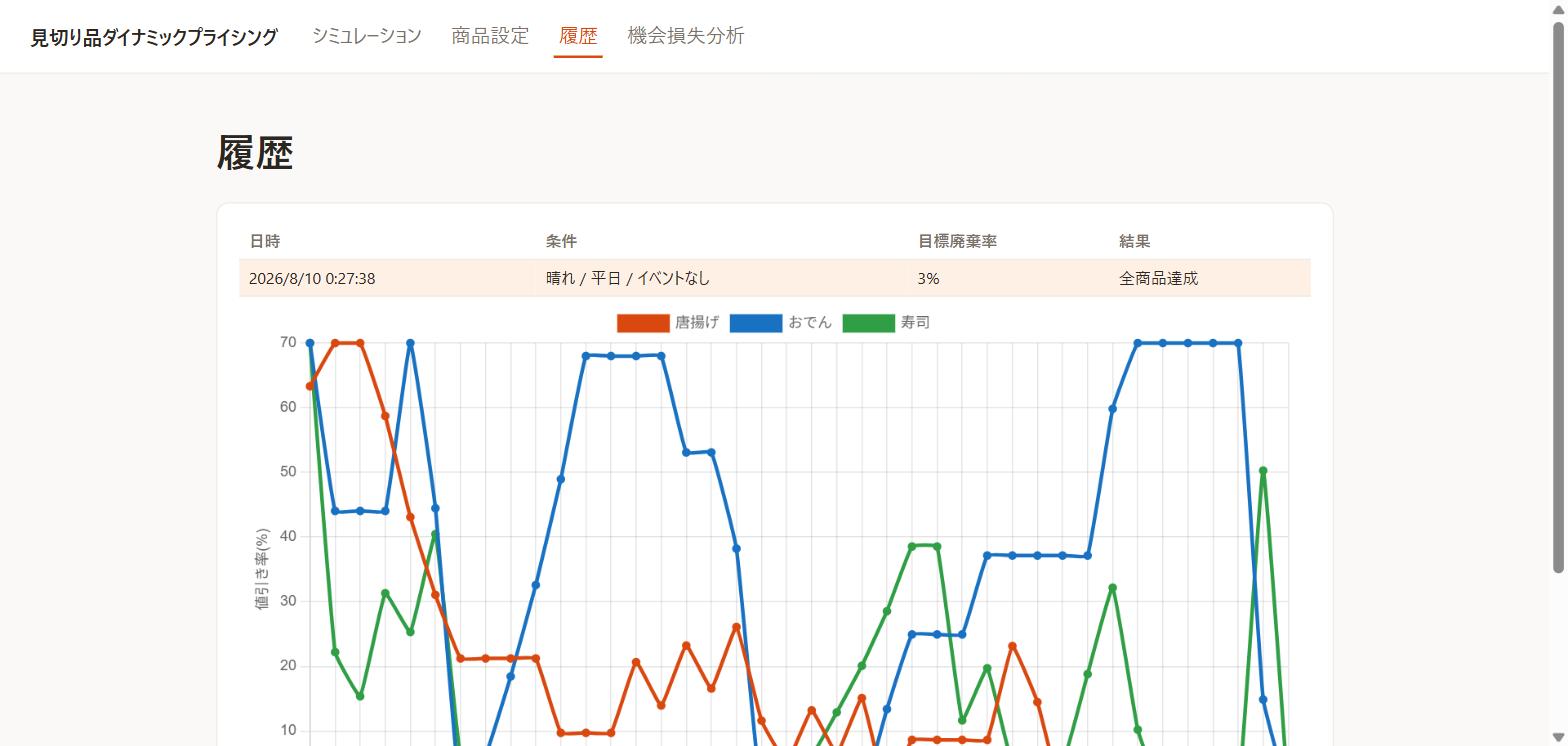 見切り品ダイナミックプライシング シミュレーション 商品設定 履歴 機会損失分析
履歴
日時 条件 目標廃棄率 結果
2026/8/10 0:27:38 晴れ / 平日 / イベントなし 3% 全商品達成
唐揚げ おでん 寿司
70
60
50
40
30
20
10
値引き率(%)